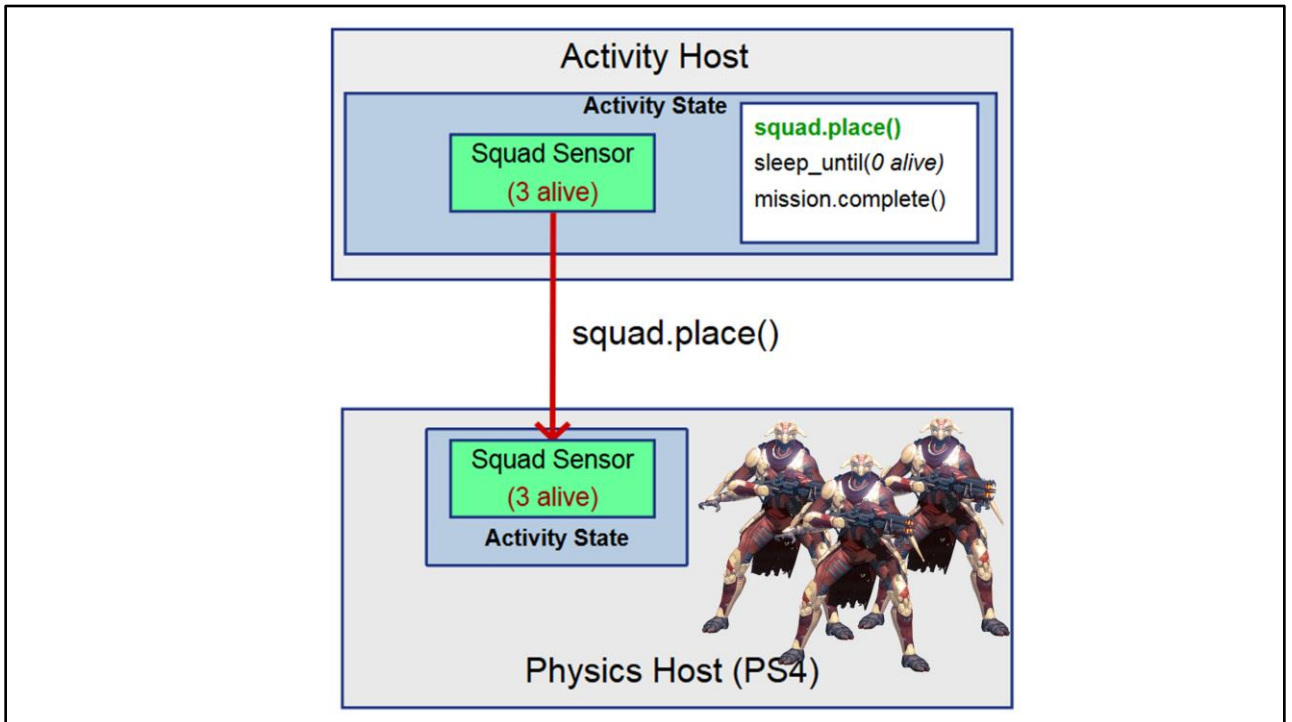 Activity Host
Activity State
Squad Sensor
(3 alive)
squad.place()
sleep_until(0 alive)
mission.complete()
squad.place()
Squad Sensor
(3 alive)
Activity State
Physics Host (PS4)